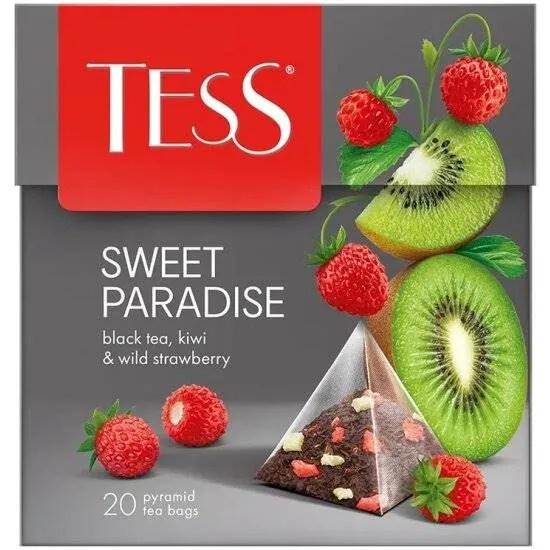 TESS®
SWEET
PARADISE
black tea, kiwi
& wild strawberry
20 pyramid
tea bags